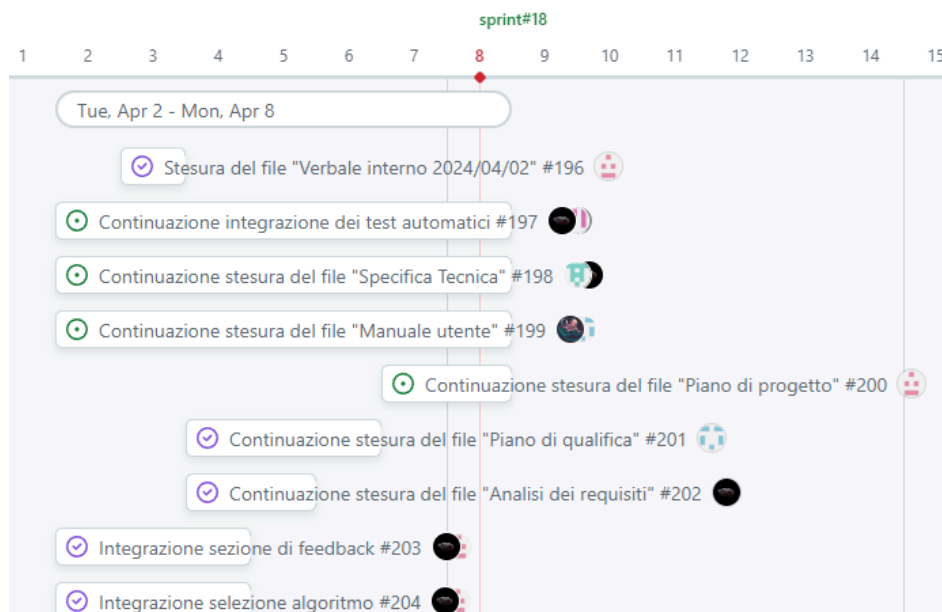 sprint#18
1 2 3 4 5 6 7 8 9 10 11 12 13 14 15
Tue, Apr 2 - Mon, Apr 8
Stesura del file "Verbale interno 2024/04/02" #196
Continuazione integrazione dei test automatici #197
Continuazione stesura del file "Specifica Tecnica" #198
Continuazione stesura del file "Manuale utente" #199
Continuazione stesura del file "Piano di progetto" #200
Continuazione stesura del file "Piano di qualifica" #201
Continuazione stesura del file "Analisi dei requisiti" #202
Integrazione sezione di feedback #203
Integrazione selezione algoritmo #204